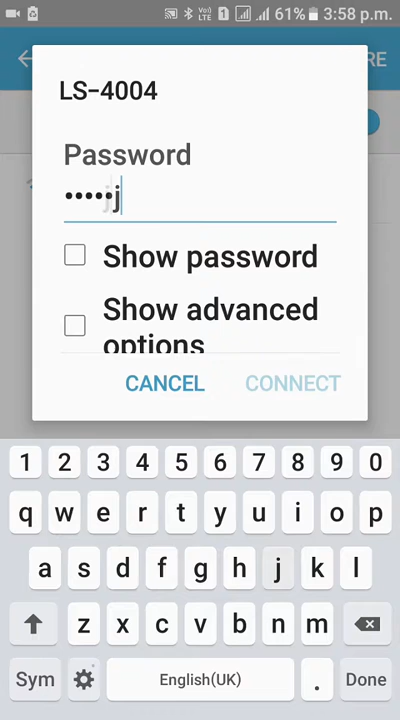 61% 3:58 p.m.
RE
LS-4004
Password
•••••j
Show password
Show advanced
options
CANCEL CONNECT
1 2 3 4 5 6 7 8 9 0
q w e r t y u i o p
a s d f g h j k l
z x c v b n m
Sym English(UK) . Done